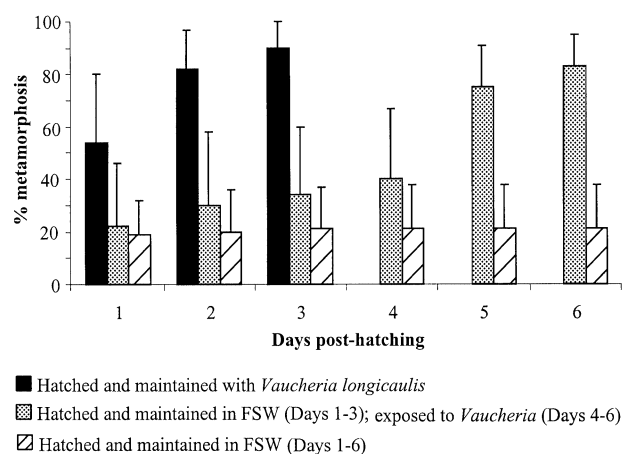 100
80
60
40
20
0
% metamorphosis
1 2 3 4 5 6
Days post-hatching
Hatched and maintained with Vaucheria longicaulis
Hatched and maintained in FSW (Days 1-3); exposed to Vaucheria (Days 4-6)
Hatched and maintained in FSW (Days 1-6)